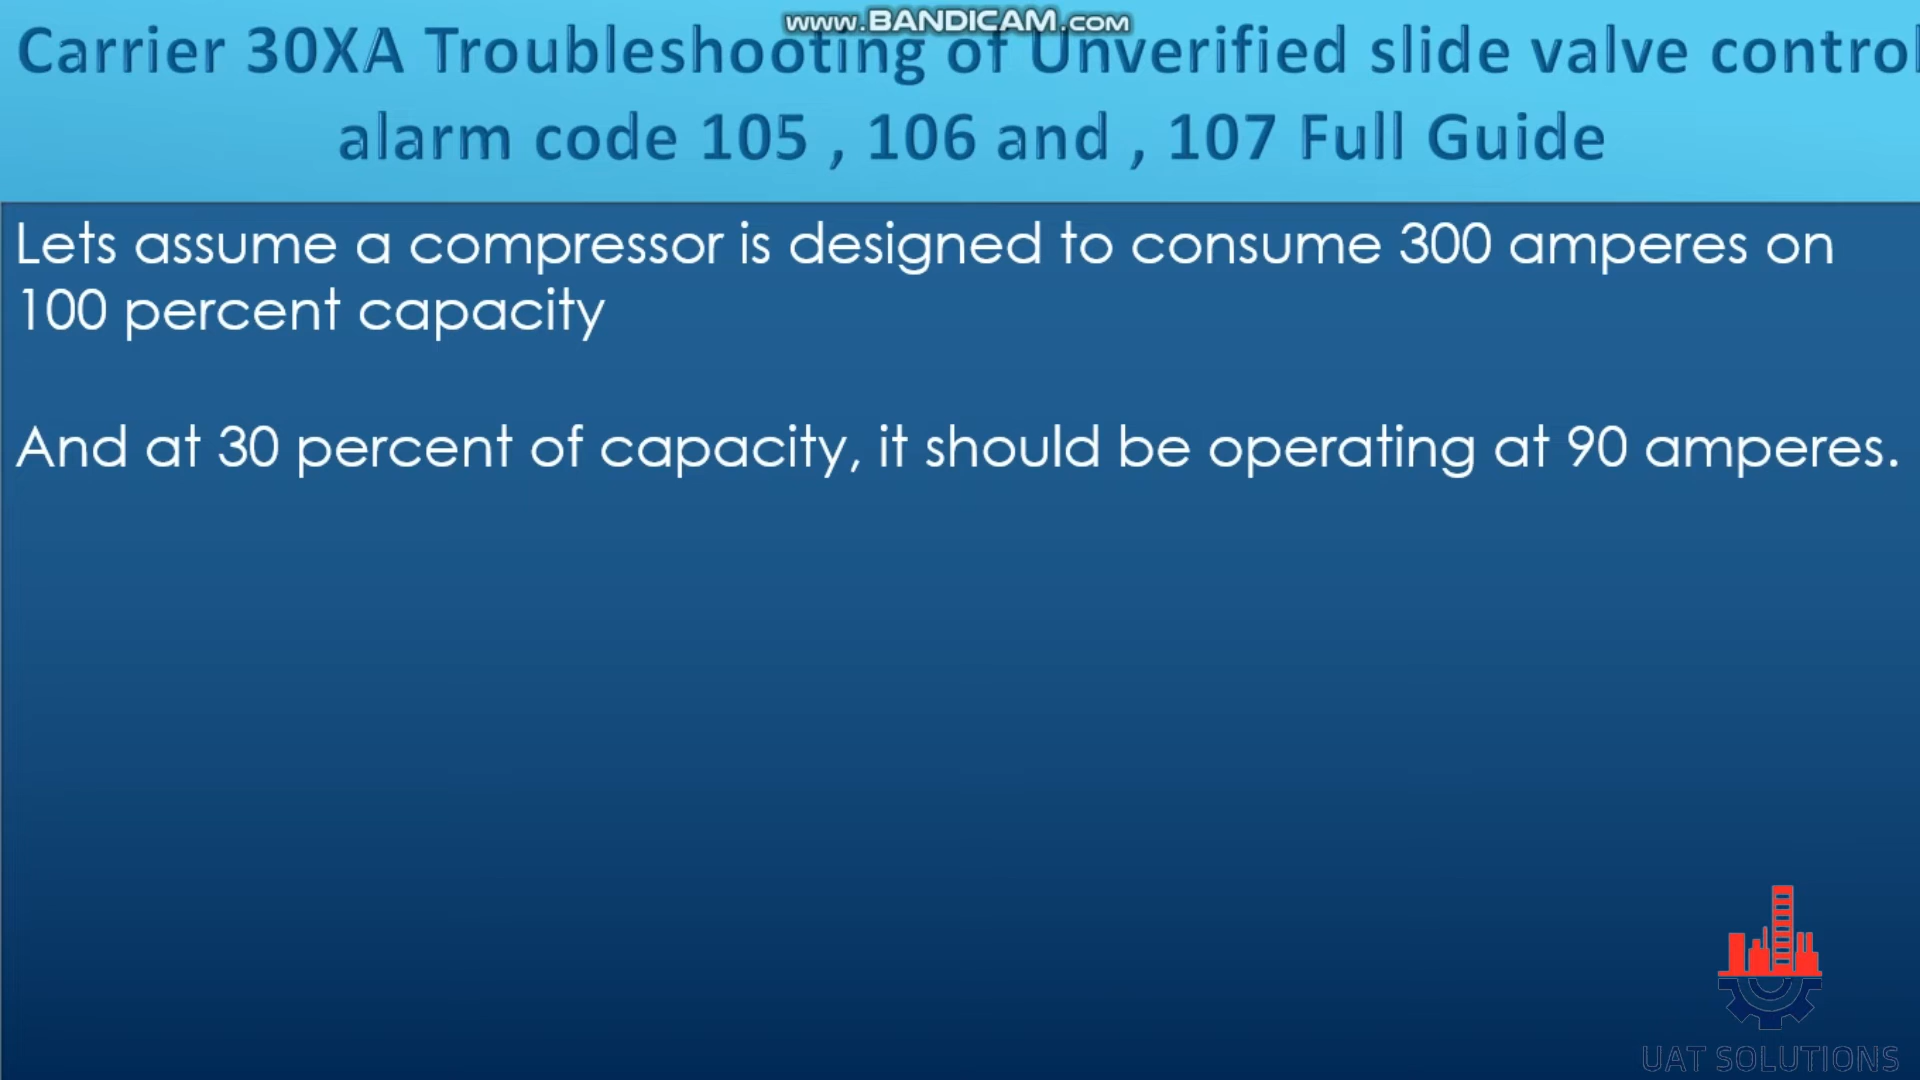 www.BANDICAM.com
Carrier 30XA Troubleshooting of Unverified slide valve control
alarm code 105 , 106 and , 107 Full Guide
Lets assume a compressor is designed to consume 300 amperes on
100 percent capacity
And at 30 percent of capacity, it should be operating at 90 amperes.
UAT SOLUTIONS